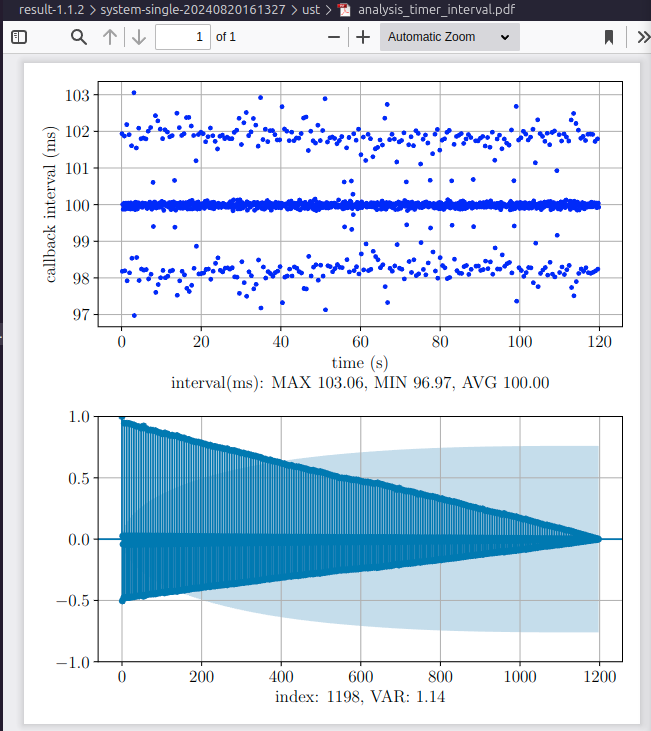 result-1.1.2 > system-single-20240820161327 > ust > analysis_timer_interval.pdf
1 of 1 Automatic Zoom
103
102
101
100
99
98
97
callback interval (ms)
0 20 40 60 80 100 120
time (s)
interval(ms): MAX 103.06, MIN 96.97, AVG 100.00
1.0
0.5
0.0
−0.5
−1.0
0 200 400 600 800 1000 1200
index: 1198, VAR: 1.14